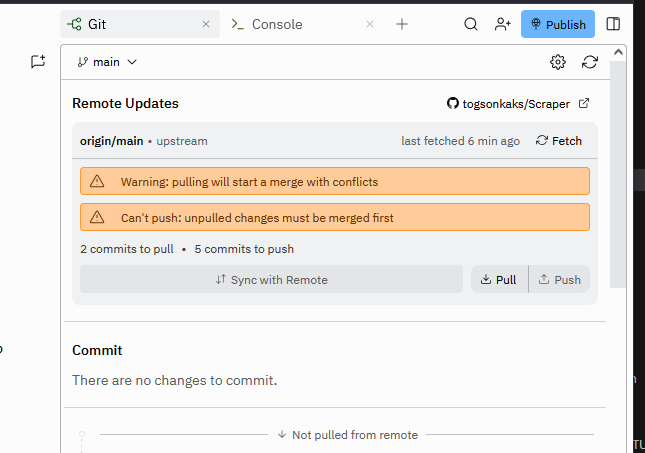 Git
Console
Publish
main
Remote Updates
togsonkaks/Scraper
origin/main • upstream
last fetched 6 min ago
Fetch
Warning: pulling will start a merge with conflicts
Can't push: unpulled changes must be merged first
2 commits to pull • 5 commits to push
Sync with Remote
Pull
Push
Commit
There are no changes to commit.
Not pulled from remote